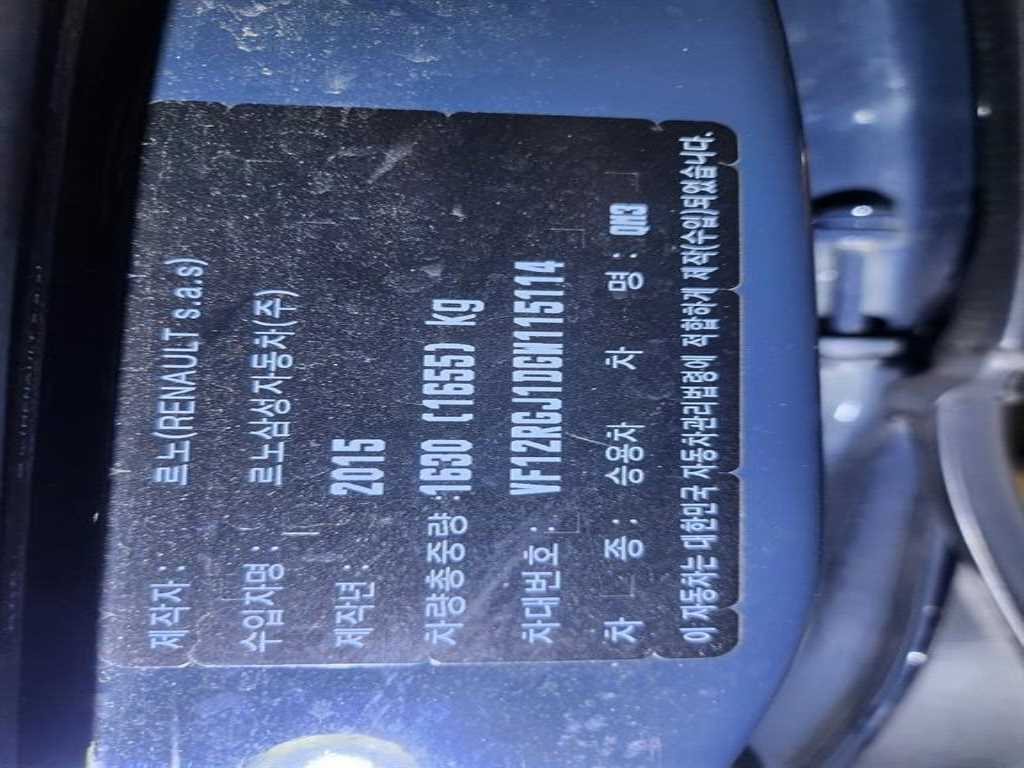 제작자 : 르노(RENAULT s.a.s)
수입자명 : 르노삼성자동차(주)
제작년 : 2015
차량총중량 : 1630 (1655) kg
차대번호 : VF12RGJ1DGW115114
차 종 : 승용차 차 명 : QM3
이 자동차는 대한민국 자동차관리법령에 적합하게 제작(수입)되었습니다.